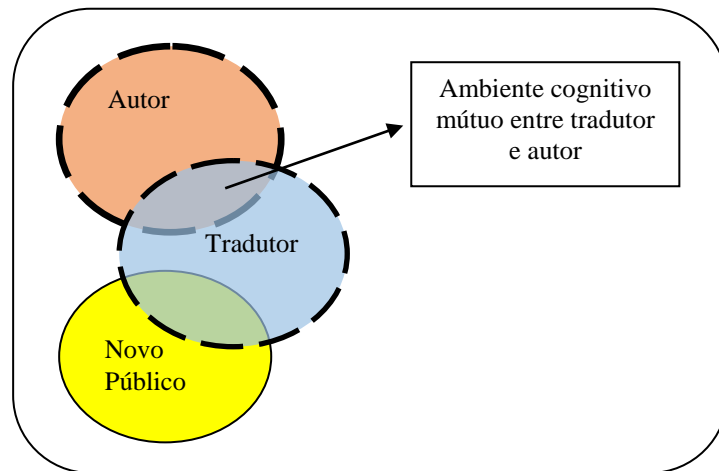 Autor
Ambiente cognitivo
mútuo entre tradutor
e autor
Tradutor
Novo
Público